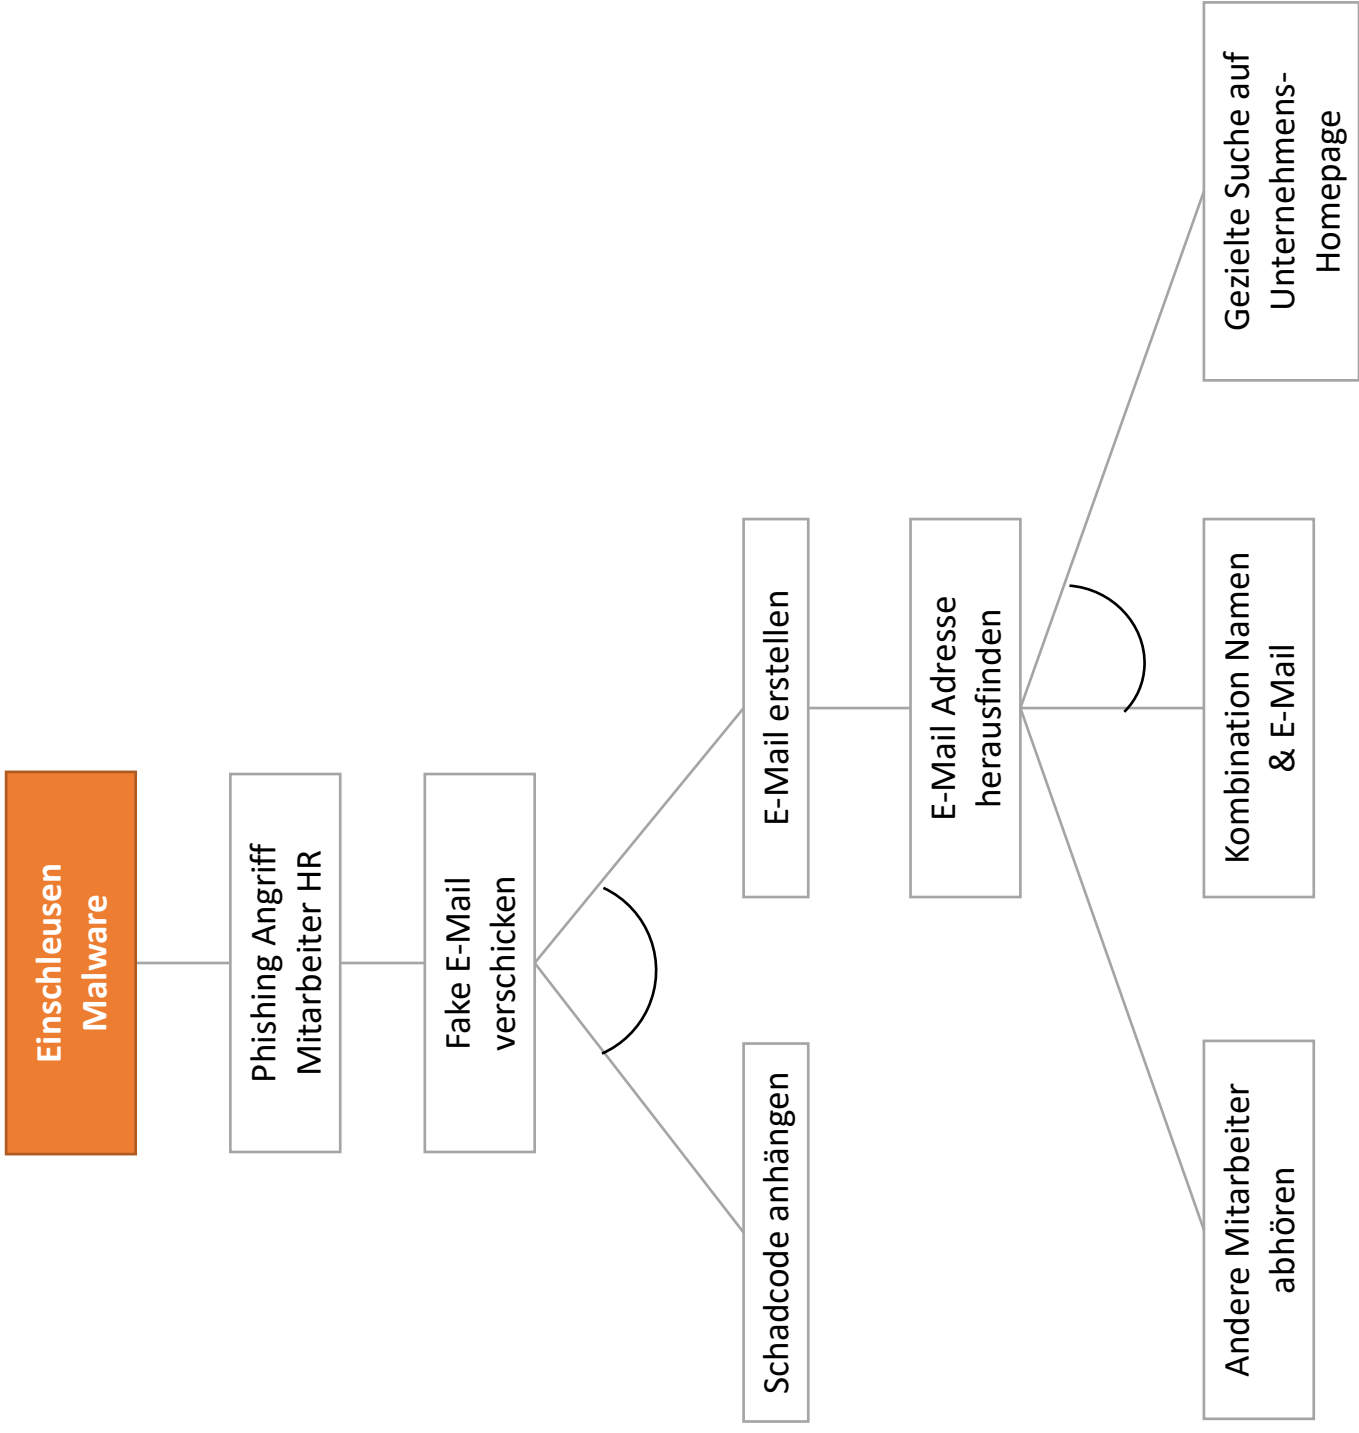 Einschleusen
Malware
Phishing Angriff
Mitarbeiter HR
Fake E-Mail
verschicken
Schadcode anhängen
E-Mail erstellen
E-Mail Adresse
herausfinden
Andere Mitarbeiter
abhören
Kombination Namen
& E-Mail
Gezielte Suche auf
Unternehmens-
Homepage